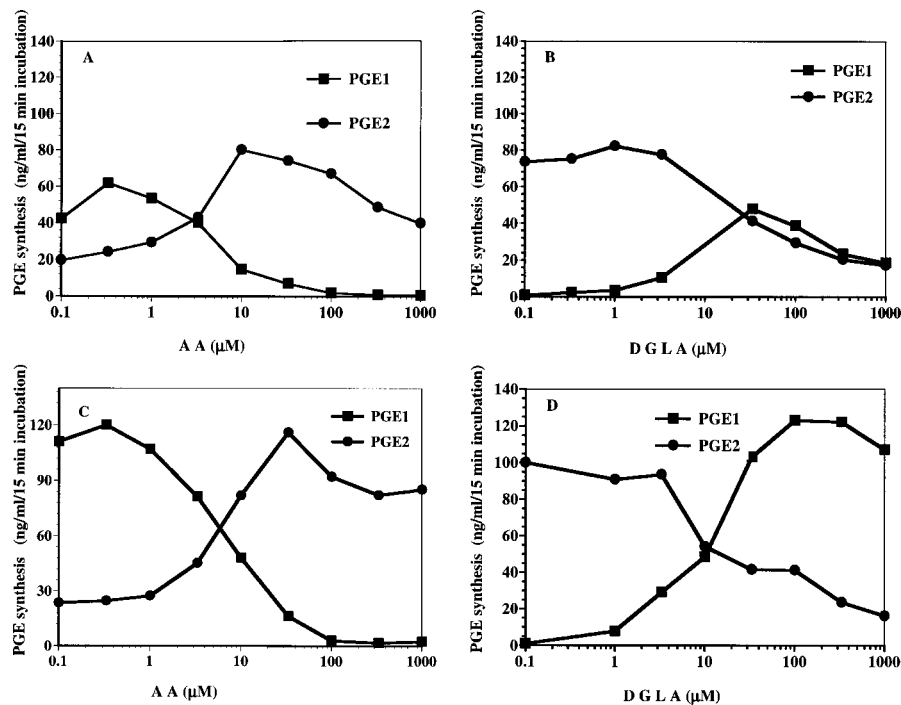 A
PGE1
PGE2
PGE synthesis (ng/ml/15 min incubation)
140
120
100
80
60
40
20
0
0.1 1 10 100 1000
A A (µM)
B
PGE1
PGE2
PGE synthesis (ng/ml/15 min incubation)
140
120
100
80
60
40
20
0
0.1 1 10 100 1000
D G L A (µM)
C
PGE1
PGE2
PGE synthesis (ng/ml/15 min incubation)
120
90
60
30
0
0.1 1 10 100 1000
A A (µM)
D
PGE1
PGE2
PGE synthesis (ng/ml/15 min incubation)
140
120
100
80
60
40
20
0
0.1 1 10 100 1000
D G L A (µM)